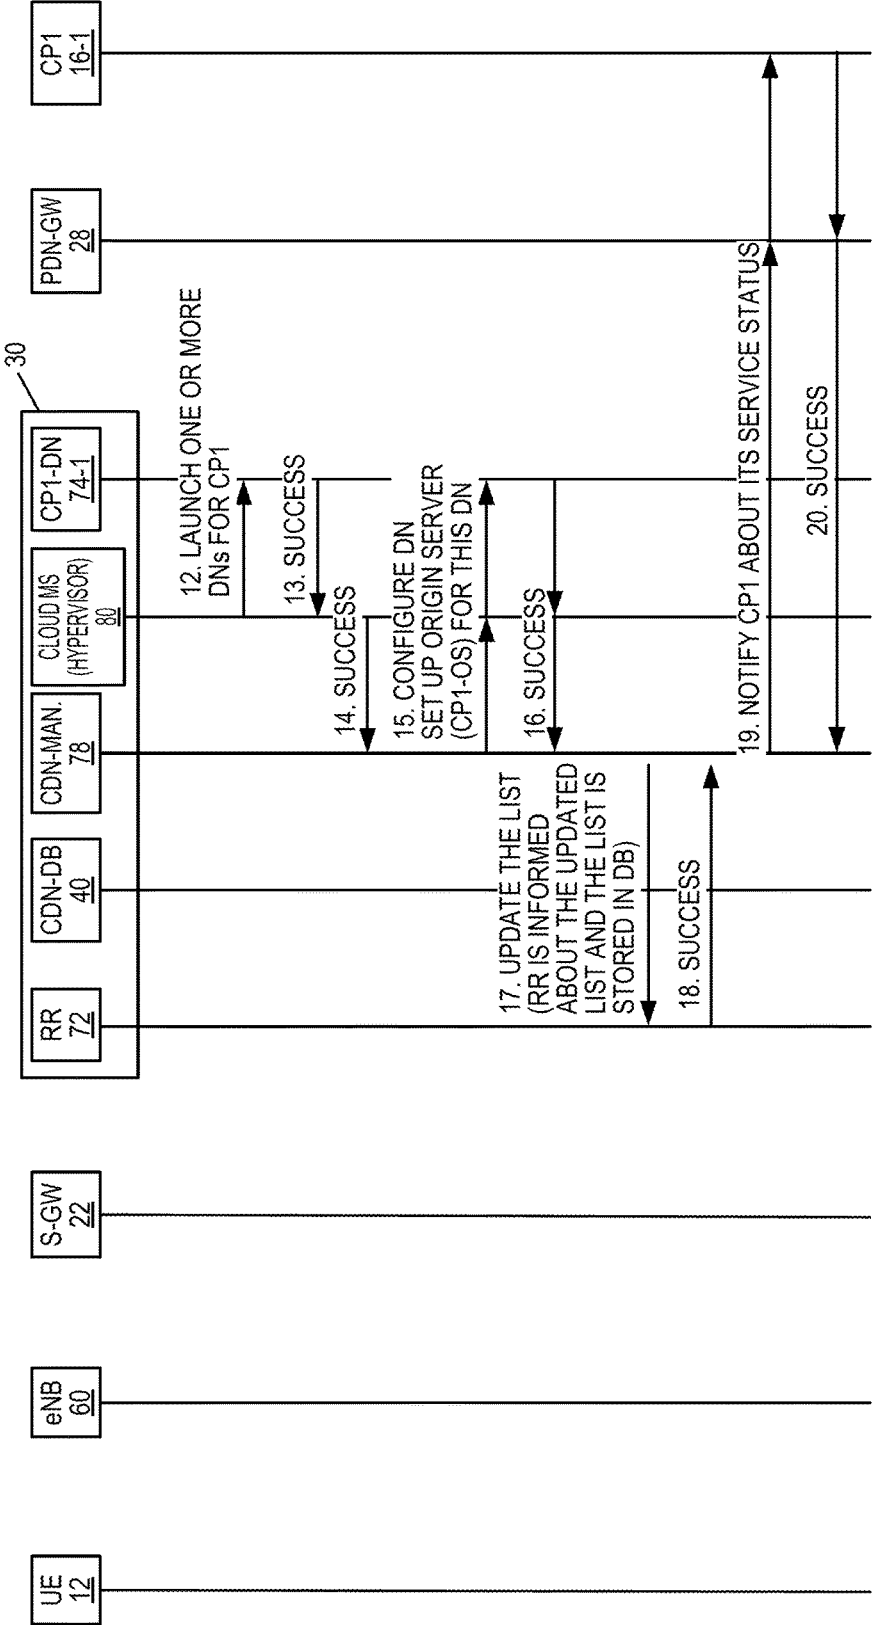 30
UE
12
eNB
60
S-GW
22
RR
72
CDN-DB
40
CDN-MAN.
78
CLOUD MS
(HYPERVISOR)
80
CP1-DN
74-1
PDN-GW
28
CP1
16-1
12. LAUNCH ONE OR MORE
DNs FOR CP1
13. SUCCESS
14. SUCCESS
15. CONFIGURE DN
SET UP ORIGIN SERVER
(CP1-OS) FOR THIS DN
16. SUCCESS
17. UPDATE THE LIST
(RR IS INFORMED
ABOUT THE UPDATED
LIST AND THE LIST IS
STORED IN DB)
18. SUCCESS
19. NOTIFY CP1 ABOUT ITS SERVICE STATUS
20. SUCCESS